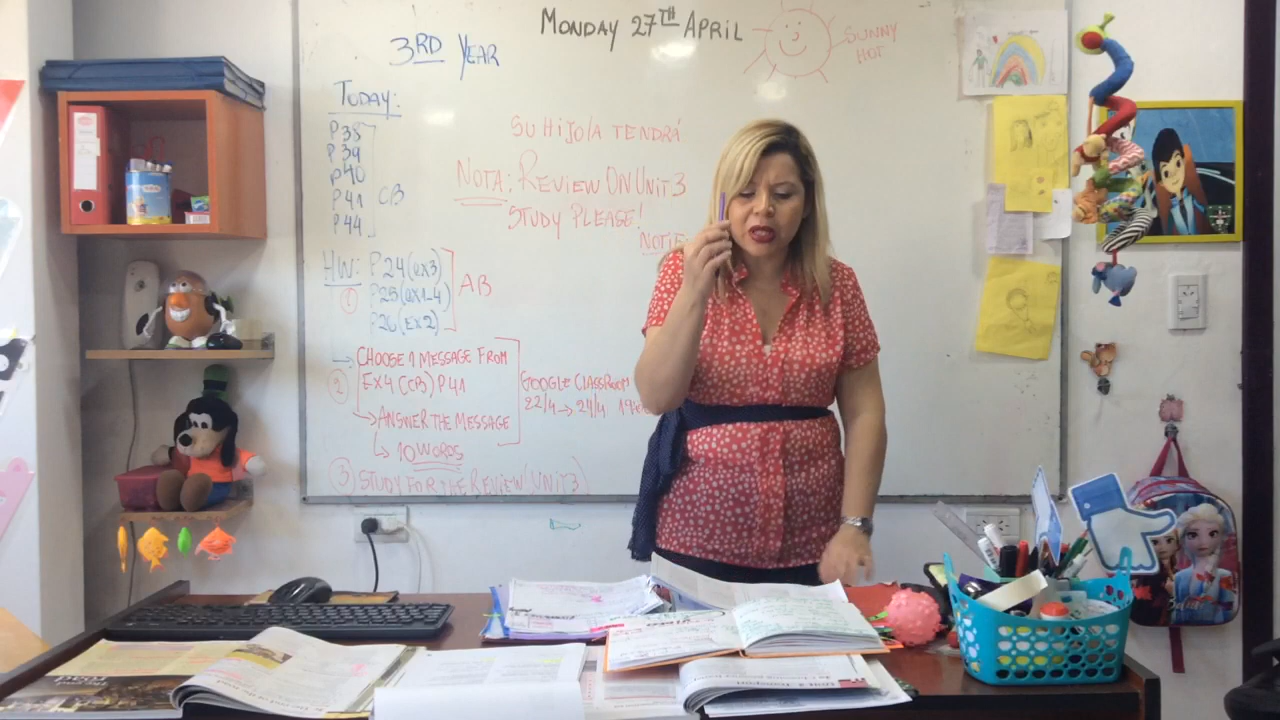 MONDAY 27TH APRIL
3RD YEAR
SUNNY
HOT
TODAY:
P38
P39
P40
P41
P44
CB
SU HIJO/A TENDRÁ
NOTA: REVIEW ON UNIT 3
STUDY PLEASE!
HW:
1
P24(ex3)
P25(ex1-4)
P26(Ex2)
AB
2
→ CHOOSE 1 MESSAGE FROM
EX4 (CB) P41
→ ANSWER THE MESSAGE
↳ 10 WORDS
GOOGLE CLASSROOM
22/4 → 24/4
3 STUDY FOR THE REVIEW (UNIT 3)